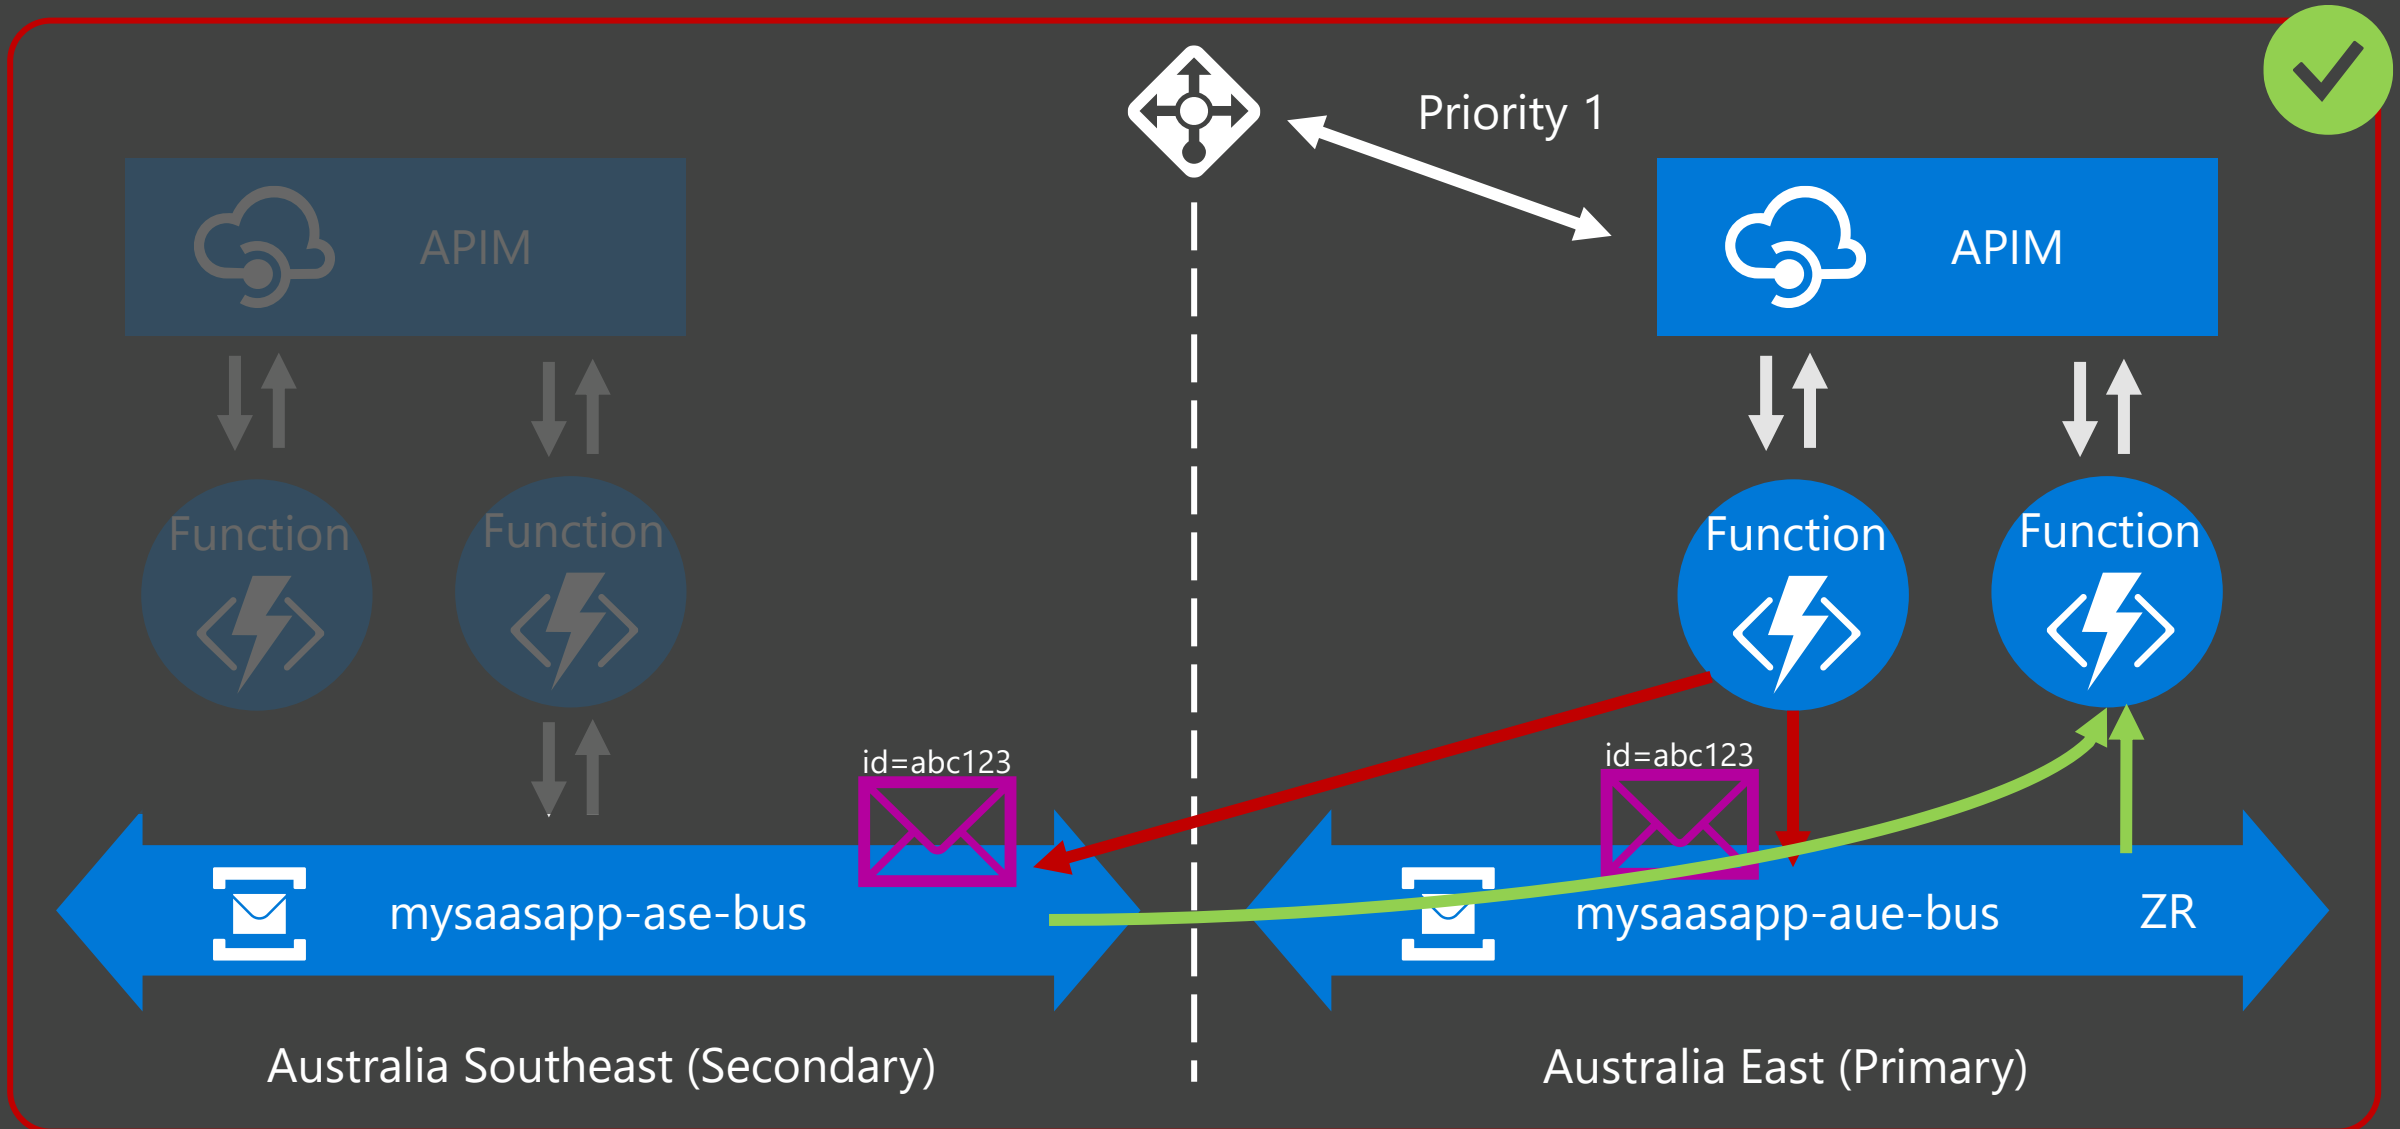 Priority 1
APIM
APIM
Function
Function
Function
Function
id=abc123
id=abc123
mysaasapp-ase-bus
mysaasapp-aue-bus
ZR
Australia Southeast (Secondary)
Australia East (Primary)